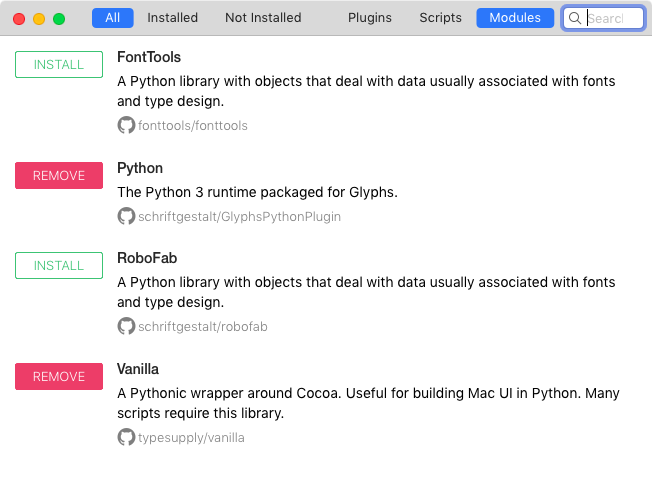 All Installed Not Installed Plugins Scripts Modules
INSTALL FontTools
A Python library with objects that deal with data usually associated with fonts
and type design.
fonttools/fonttools
REMOVE Python
The Python 3 runtime packaged for Glyphs.
schriftgestalt/GlyphsPythonPlugin
INSTALL RoboFab
A Python library with objects that deal with data usually associated with fonts
and type design.
schriftgestalt/robofab
REMOVE Vanilla
A Pythonic wrapper around Cocoa. Useful for building Mac UI in Python. Many
scripts require this library.
typesupply/vanilla